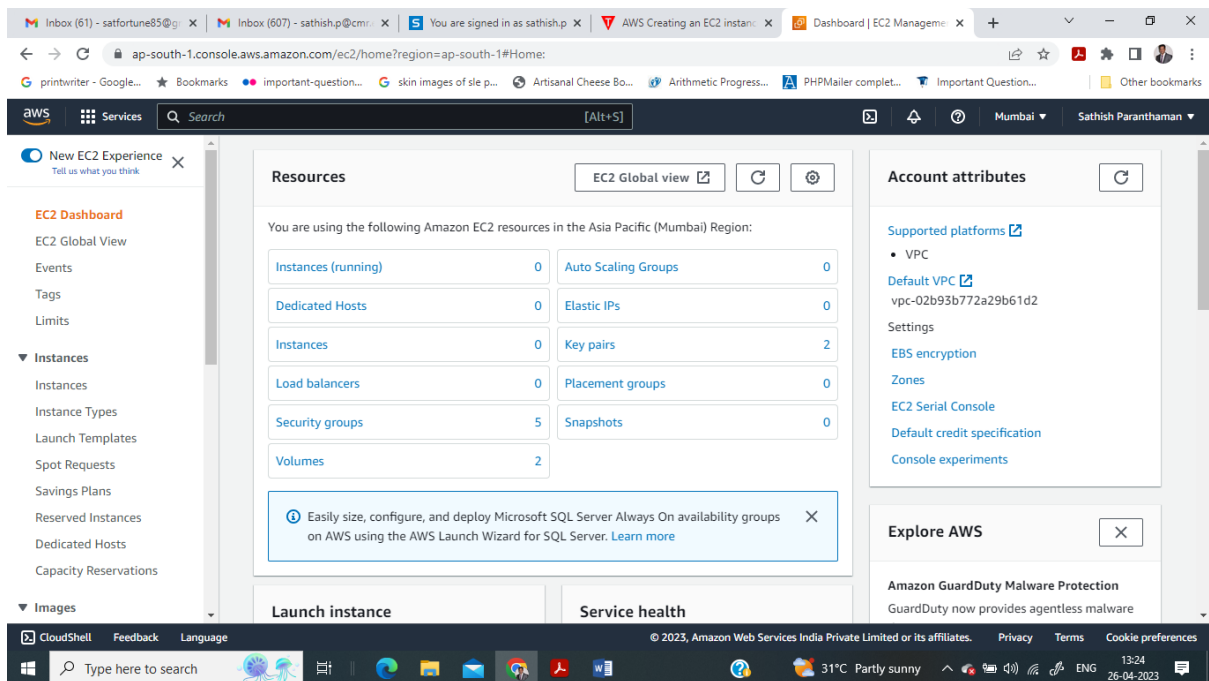 Inbox (61) - satfortune85@g
Inbox (607) - sathish.p@cmr.
You are signed in as sathish.p
AWS Creating an EC2 instanc
Dashboard | EC2 Manageme
ap-south-1.console.aws.amazon.com/ec2/home?region=ap-south-1#Home:
printwriter - Google...
Bookmarks
important-question...
skin images of sle p...
Artisanal Cheese Bo...
Arithmetic Progress...
PHPMailer complet...
Important Question...
Other bookmarks
aws
Services
Search
[Alt+S]
Mumbai
Sathish Paranthaman
New EC2 Experience
Tell us what you think
EC2 Dashboard
EC2 Global View
Events
Tags
Limits
Instances
Instances
Instance Types
Launch Templates
Spot Requests
Savings Plans
Reserved Instances
Dedicated Hosts
Capacity Reservations
Images
Resources
EC2 Global view
You are using the following Amazon EC2 resources in the Asia Pacific (Mumbai) Region:
Instances (running) 0
Auto Scaling Groups 0
Dedicated Hosts 0
Elastic IPs 0
Instances 0
Key pairs 2
Load balancers 0
Placement groups 0
Security groups 5
Snapshots 0
Volumes 2
Easily size, configure, and deploy Microsoft SQL Server Always On availability groups
on AWS using the AWS Launch Wizard for SQL Server. Learn more
Launch instance
Service health
Account attributes
Supported platforms
• VPC
Default VPC
vpc-02b93b772a29b61d2
Settings
EBS encryption
Zones
EC2 Serial Console
Default credit specification
Console experiments
Explore AWS
Amazon GuardDuty Malware Protection
GuardDuty now provides agentless malware
CloudShell
Feedback
Language
© 2023, Amazon Web Services India Private Limited or its affiliates.
Privacy
Terms
Cookie preferences
Type here to search
31°C Partly sunny
ENG
13:24
26-04-2023